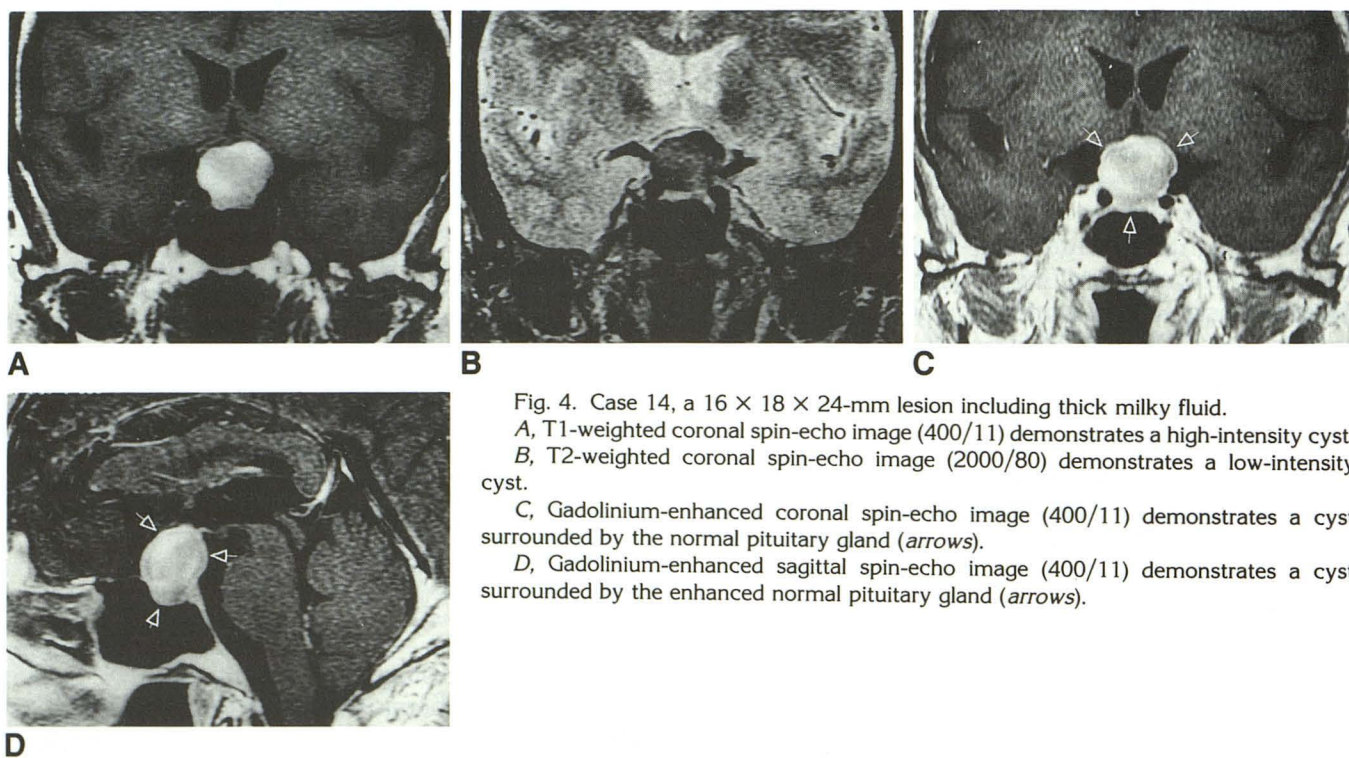 A
B
C
Fig. 4. Case 14, a 16 × 18 × 24-mm lesion including thick milky fluid.
A, T1-weighted coronal spin-echo image (400/11) demonstrates a high-intensity cyst
B, T2-weighted coronal spin-echo image (2000/80) demonstrates a low-intensity
cyst.
C, Gadolinium-enhanced coronal spin-echo image (400/11) demonstrates a cyst
surrounded by the normal pituitary gland (arrows).
D, Gadolinium-enhanced sagittal spin-echo image (400/11) demonstrates a cyst
surrounded by the enhanced normal pituitary gland (arrows).
D